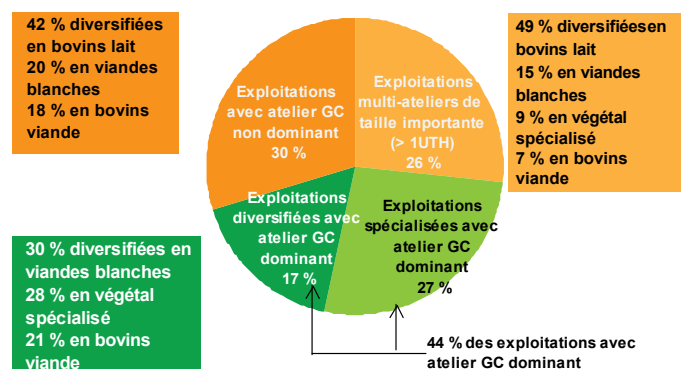 42 % diversifiées
en bovins lait
20 % en viandes
blanches
18 % en bovins
viande
Exploitations
avec atelier GC
non dominant
30 %
Exploitations
multi-ateliers de
taille importante
(> 1UTH)
26 %
49 % diversifiées en
bovins lait
15 % en viandes
blanches
9 % en végétal
spécialisé
7 % en bovins
viande
30 % diversifiées en
viandes blanches
28 % en végétal
spécialisé
21 % en bovins
viande
Exploitations
diversifiées avec
atelier GC
dominant
17 %
Exploitations
spécialisées avec
atelier GC
dominant
27 %
44 % des exploitations avec
atelier GC dominant